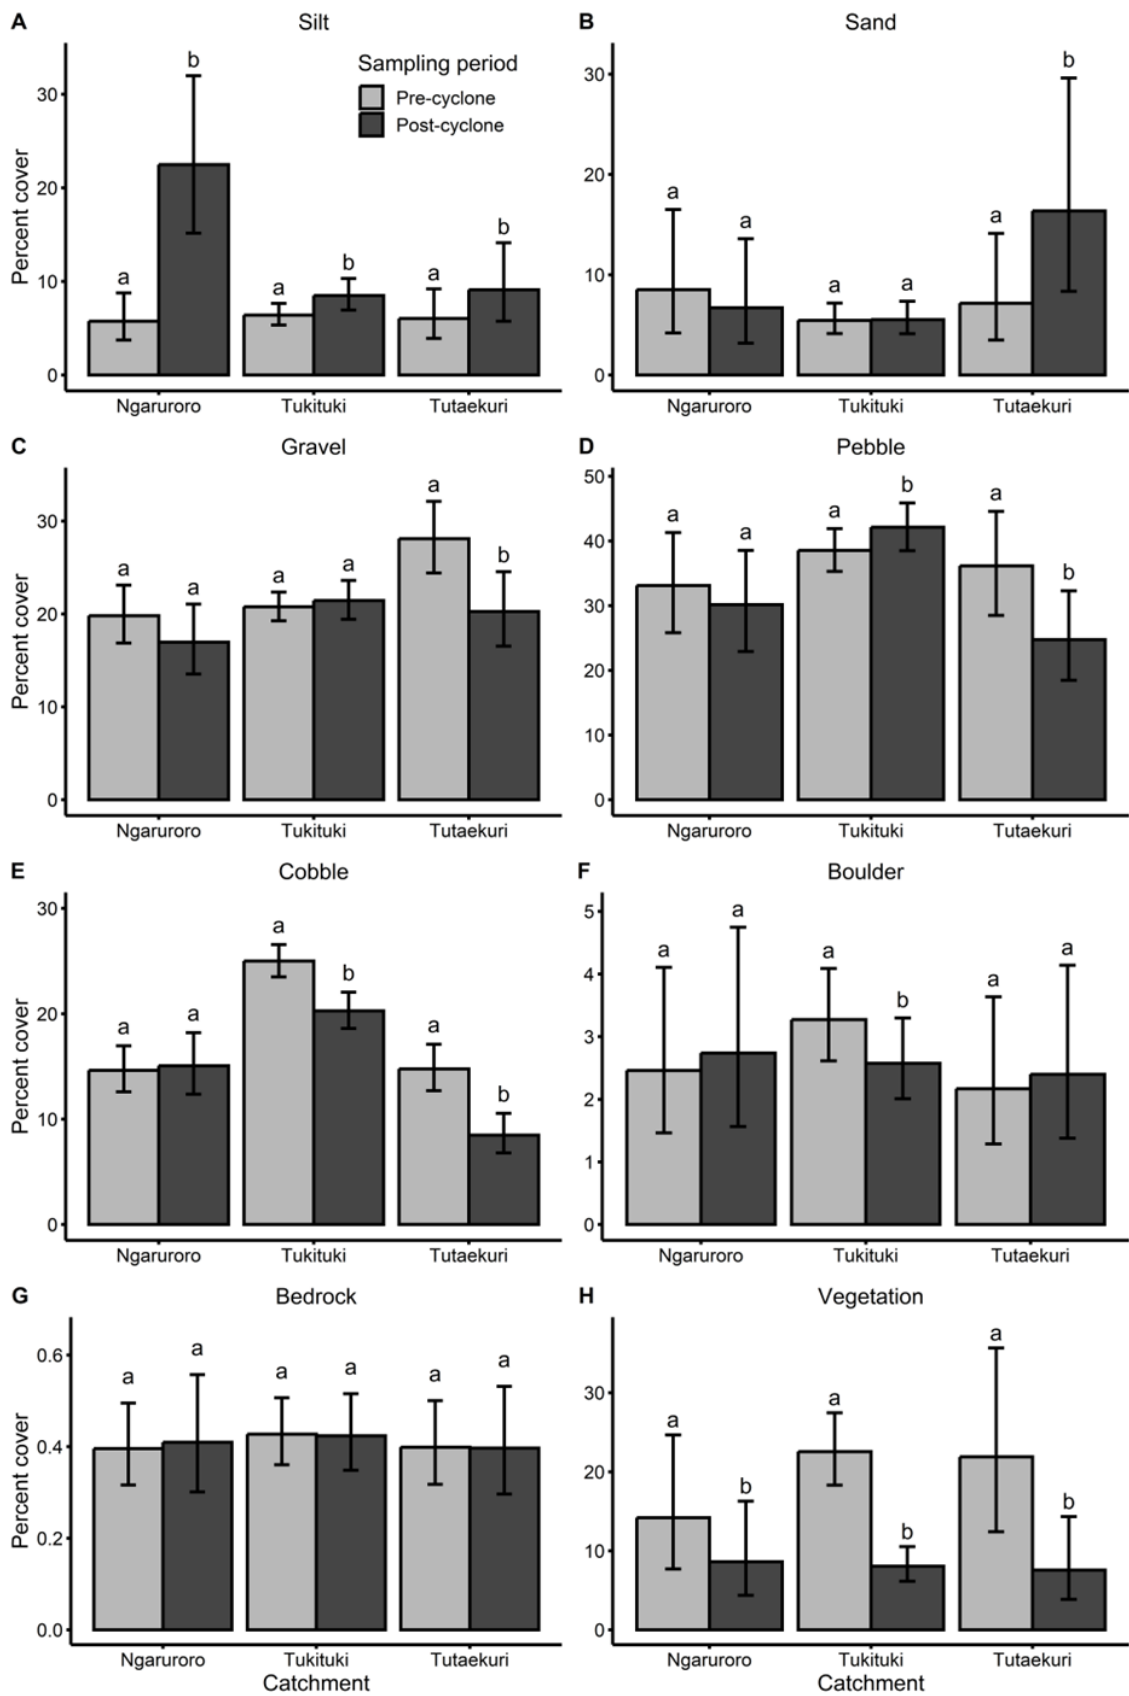 A Silt
b
30
Sampling period
Pre-cyclone
Post-cyclone
Percent cover
20
b
b
10
a
a
a
0
Ngaruroro Tukituki Tutaekuri
B Sand
b
30
a
20
a
a
10
a a
0
Ngaruroro Tukituki Tutaekuri
C Gravel
a
30
b
a a a a
Percent cover
20
10
0
Ngaruroro Tukituki Tutaekuri
D Pebble
50
b
a a a a
40
b
30
20
10
0
Ngaruroro Tukituki Tutaekuri
E Cobble
30
a
b
Percent cover
20
a a a
b
10
0
Ngaruroro Tukituki Tutaekuri
F Boulder
5
a
a a a
4
a
b
3
2
1
0
Ngaruroro Tukituki Tutaekuri
G Bedrock
0.6
a a a a a a
Percent cover
0.4
0.2
0.0
Ngaruroro Tukituki Tutaekuri
Catchment
H Vegetation
a
30
a a
20
b
b
b
10
0
Ngaruroro Tukituki Tutaekuri
Catchment